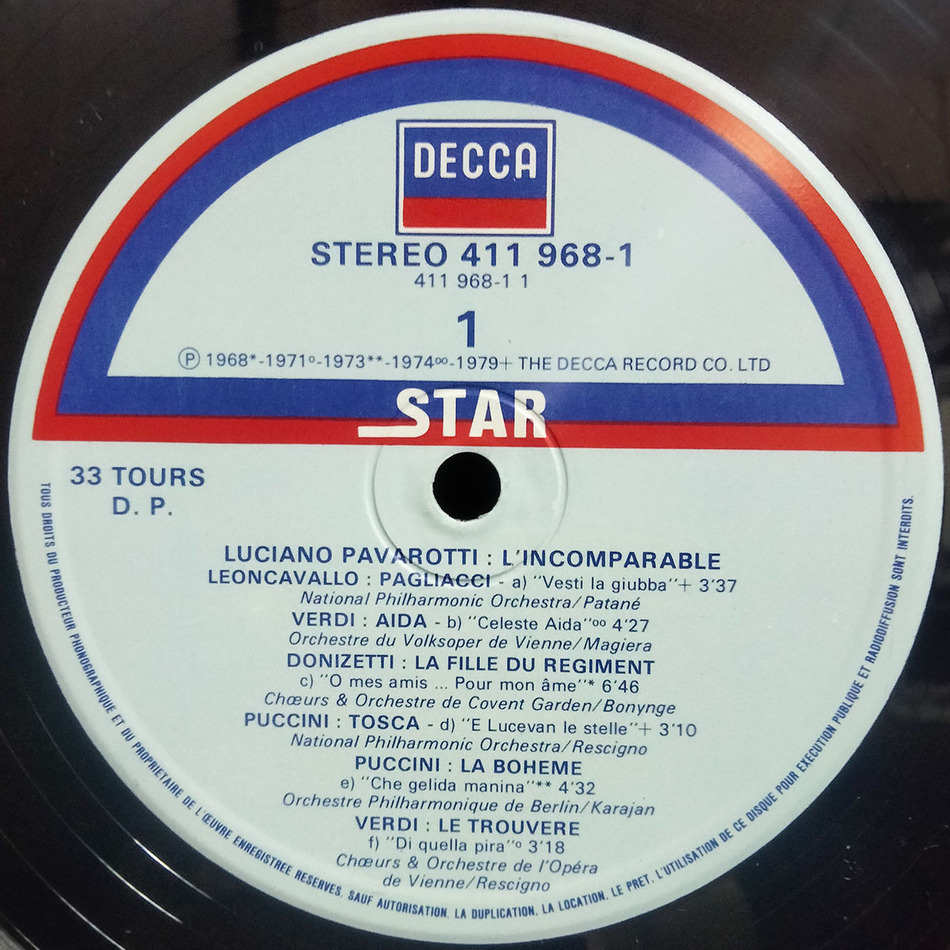 DECCA
STEREO 411 968-1
411 968-1 1
1
Ⓟ 1968*-1971°-1973**-1974°°-1979+ THE DECCA RECORD CO. LTD
STAR
33 TOURS
D. P.
LUCIANO PAVAROTTI : L'INCOMPARABLE
LEONCAVALLO : PAGLIACCI - a) ''Vesti la giubba''+ 3'37
National Philharmonic Orchestra/Patané
VERDI : AIDA - b) ''Celeste Aida''°° 4'27
Orchestre du Volksoper de Vienne/Magiera
DONIZETTI : LA FILLE DU REGIMENT
c) ''O mes amis ... Pour mon âme''* 6'46
Chœurs & Orchestre de Covent Garden/Bonynge
PUCCINI : TOSCA - d) ''E Lucevan le stelle''+ 3'10
National Philharmonic Orchestra/Rescigno
PUCCINI : LA BOHEME
e) ''Che gelida manina''** 4'32
Orchestre Philharmonique de Berlin/Karajan
VERDI : LE TROUVERE
f) ''Di quella pira''° 3'18
Chœurs & Orchestre de l'Opéra
de Vienne/Rescigno
TOUS DROITS DU PRODUCTEUR PHONOGRAPHIQUE ET DU PROPRIETAIRE DE L'ŒUVRE ENREGISTREE RESERVES. SAUF AUTORISATION. LA DUPLICATION. LA LOCATION. LE PRET. L'UTILISATION DE CE DISQUE POUR EXECUTION PUBLIQUE ET RADIODIFFUSION SONT INTERDITS.